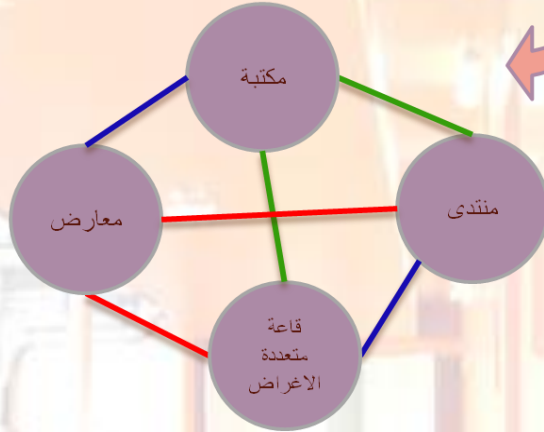 مكتبة
منتدى
معارض
قاعة
متعددة
الاغراض